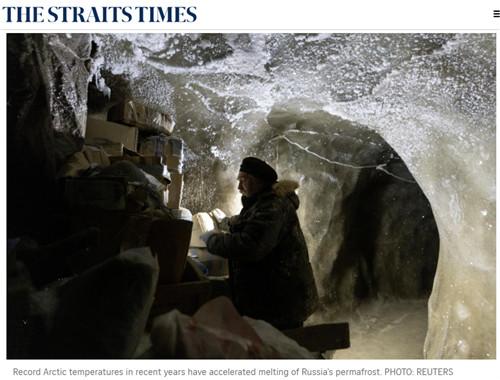 THE STRAITS TIMES
Record Arctic temperatures in recent years have accelerated melting of Russia's permafrost. PHOTO: REUTERS